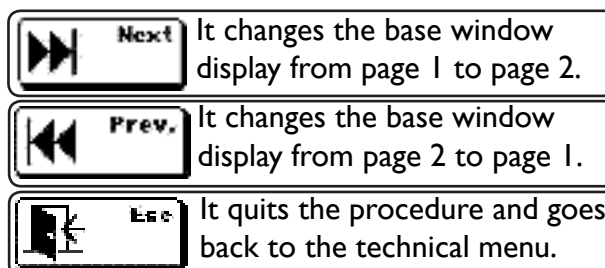 Next
It changes the base window
display from page 1 to page 2.
Prev.
It changes the base window
display from page 2 to page 1.
Esc
It quits the procedure and goes
back to the technical menu.